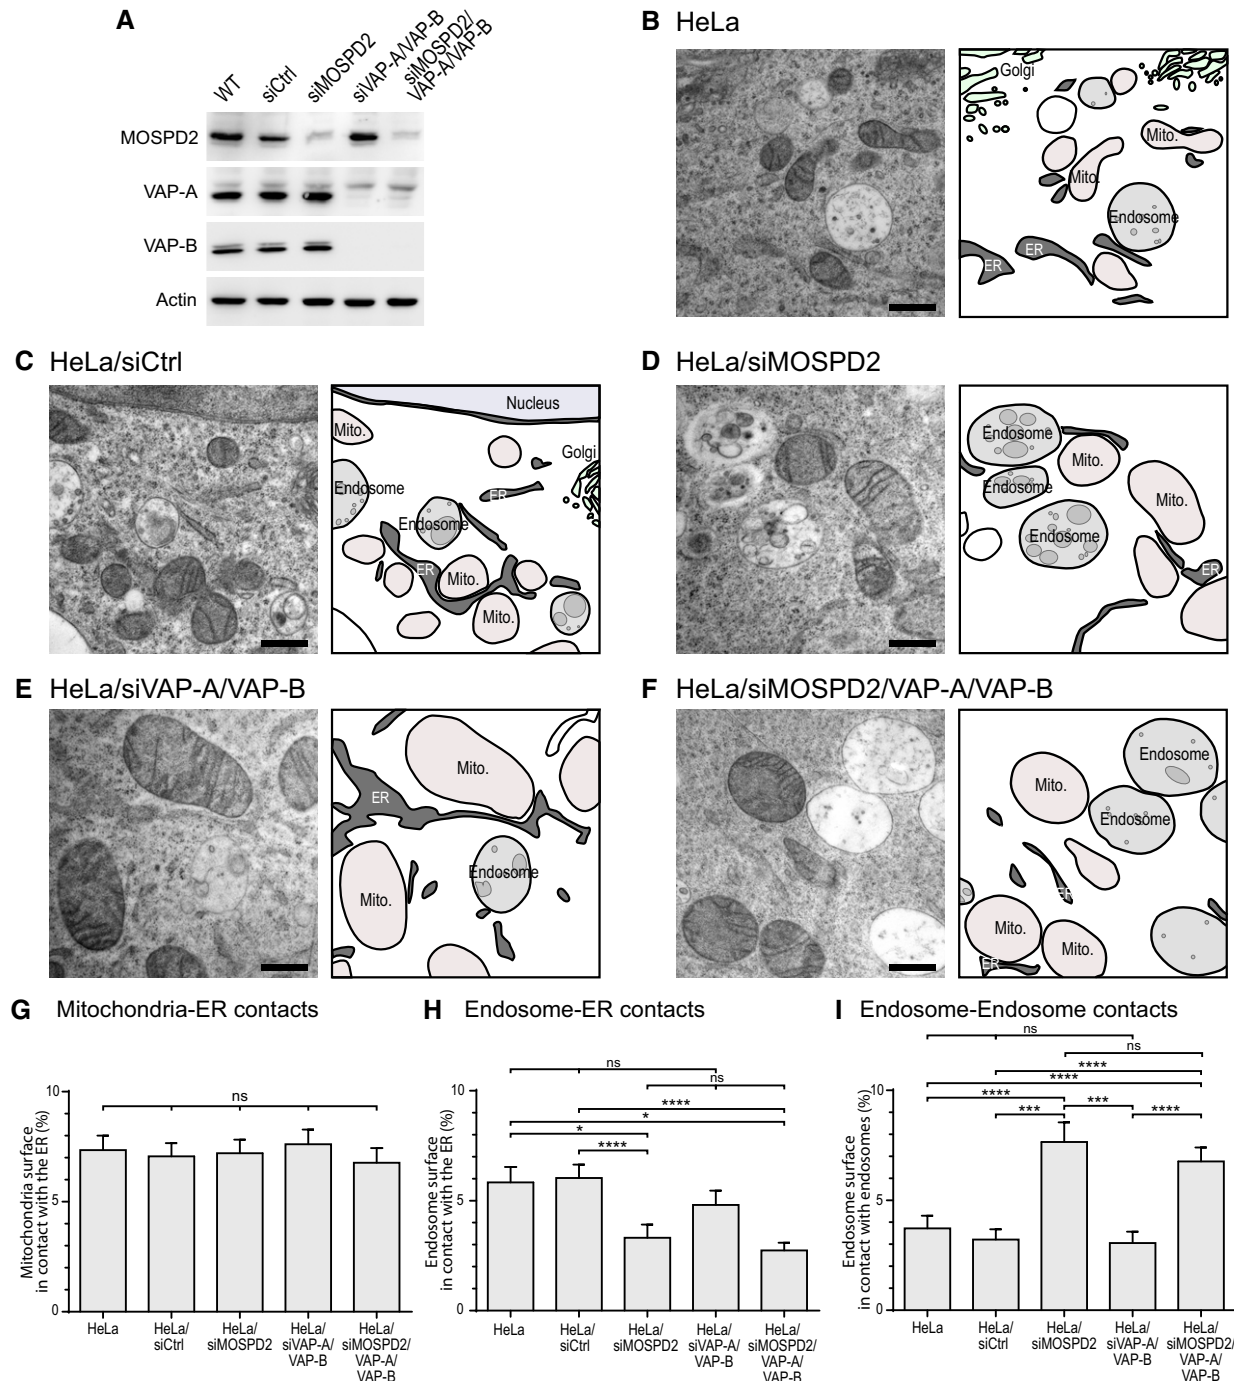 A
WT
siCtrl
siMOSPD2
siVAP-A/VAP-B
siMOSPD2/
VAP-A/VAP-B
MOSPD2
VAP-A
VAP-B
Actin
B HeLa
Golgi
Mito.
Mito.
Endosome
ER
ER
C HeLa/siCtrl
Nucleus
Mito.
Golgi
Endosome
ER
Endosome
ER
Mito.
Mito.
D HeLa/siMOSPD2
Endosome
Mito.
Endosome
Mito.
Endosome
ER
E HeLa/siVAP-A/VAP-B
Mito.
ER
Endosome
Mito.
F HeLa/siMOSPD2/VAP-A/VAP-B
Endosome
Mito.
Endosome
ER
Mito.
Mito.
ER
G Mitochondria-ER contacts
Mitochondria surface
in contact with the ER (%)
10
5
0
ns
HeLa
HeLa/
siCtrl
HeLa/
siMOSPD2
HeLa/
siVAP-A/
VAP-B
HeLa/
siMOSPD2/
VAP-A/
VAP-B
H Endosome-ER contacts
Endosome surface
in contact with the ER (%)
10
5
0
ns
ns
****
*
*
****
HeLa
HeLa/
siCtrl
HeLa/
siMOSPD2
HeLa/
siVAP-A/
VAP-B
HeLa/
siMOSPD2/
VAP-A/
VAP-B
I Endosome-Endosome contacts
Endosome surface
in contact with endosomes (%)
10
5
0
ns
ns
****
****
****
*** *** ****
HeLa
HeLa/
siCtrl
HeLa/
siMOSPD2
HeLa/
siVAP-A/
VAP-B
HeLa/
siMOSPD2/
VAP-A/
VAP-B